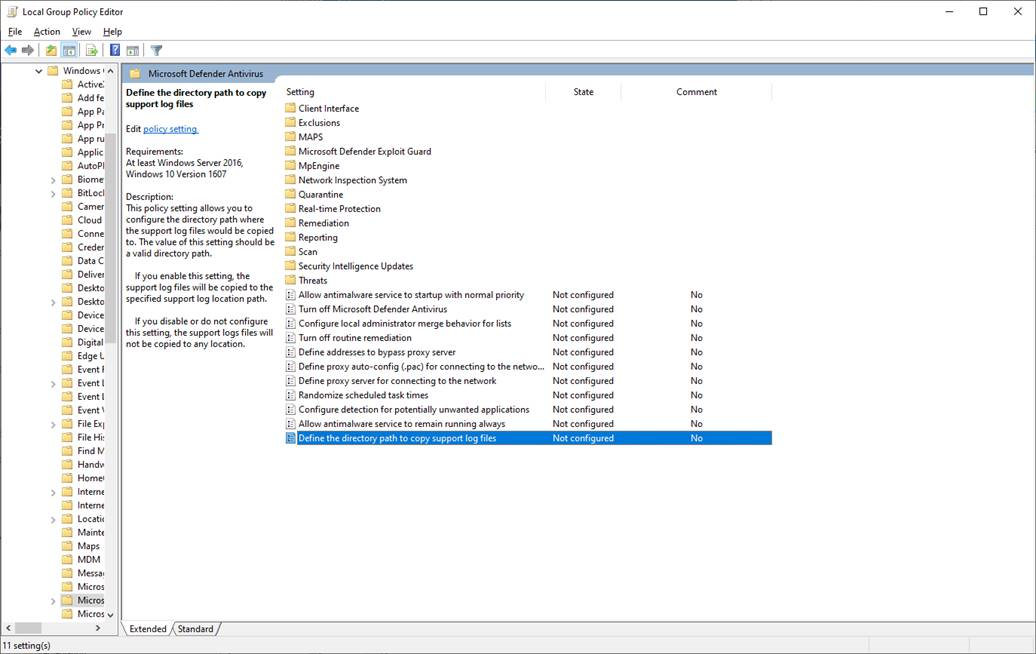 Local Group Policy Editor
File Action View Help
Windows
Active
Add fe
App Pa
App Pr
App ru
Applic
AutoPl
Biome
BitLoc
Camer
Cloud
Conne
Creder
Data C
Deliver
Deskto
Deskto
Device
Device
Digital
Edge U
Event F
Event L
Event L
Event V
File Exp
File His
Find M
Handw
Home
Interne
Interne
Locatic
Mainte
Maps
MDM
Messa
Micros
Micros
Micros
Microsoft Defender Antivirus
Define the directory path to copy
support log files
Edit policy setting
Requirements:
At least Windows Server 2016,
Windows 10 Version 1607
Description:
This policy setting allows you to
configure the directory path where
the support log files would be copied
to. The value of this setting should be
a valid directory path.
If you enable this setting, the
support log files will be copied to the
specified support log location path.
If you disable or do not configure
this setting, the support logs files will
not be copied to any location.
Setting State Comment
Client Interface
Exclusions
MAPS
Microsoft Defender Exploit Guard
MpEngine
Network Inspection System
Quarantine
Real-time Protection
Remediation
Reporting
Scan
Security Intelligence Updates
Threats
Allow antimalware service to startup with normal priority Not configured No
Turn off Microsoft Defender Antivirus Not configured No
Configure local administrator merge behavior for lists Not configured No
Turn off routine remediation Not configured No
Define addresses to bypass proxy server Not configured No
Define proxy auto-config (.pac) for connecting to the netwo... Not configured No
Define proxy server for connecting to the network Not configured No
Randomize scheduled task times Not configured No
Configure detection for potentially unwanted applications Not configured No
Allow antimalware service to remain running always Not configured No
Define the directory path to copy support log files Not configured No
Extended Standard
11 setting(s)